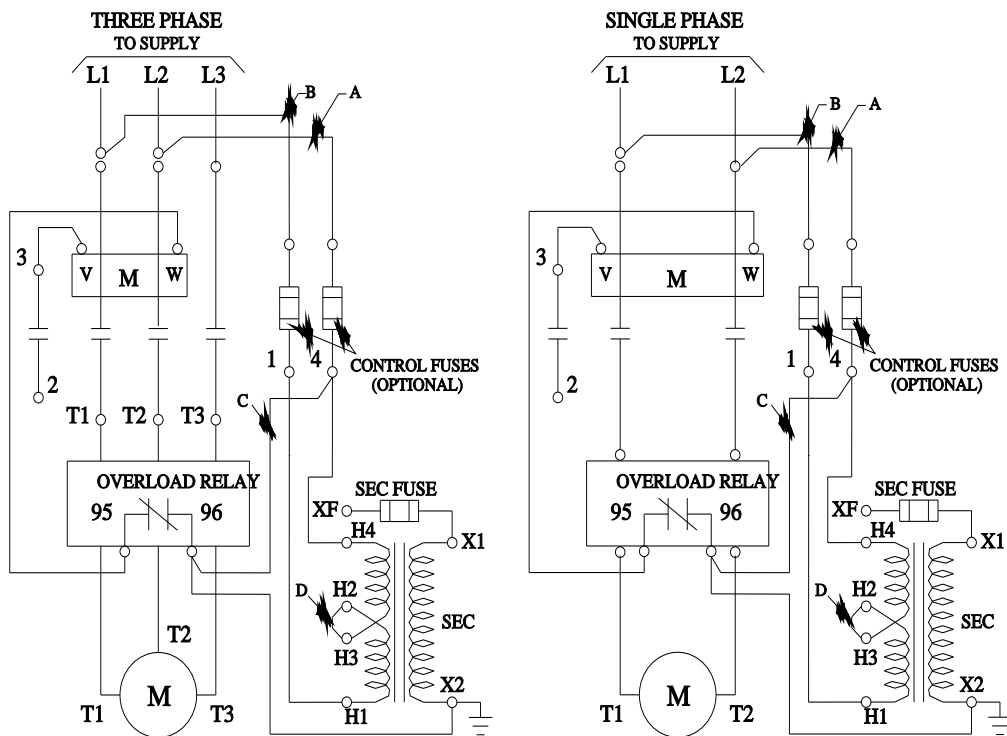 THREE PHASE
TO SUPPLY
L1 L2 L3
B A
3
V M W
1 4
CONTROL FUSES
(OPTIONAL)
2
C
T1 T2 T3
OVERLOAD RELAY
95 96
SEC FUSE
XF
H4 X1
D H2
SEC
H3
T2
X2
M
T1 T3
H1
SINGLE PHASE
TO SUPPLY
L1 L2
B A
3
V M W
1 4
CONTROL FUSES
(OPTIONAL)
2
C
OVERLOAD RELAY
95 96
SEC FUSE
XF
H4 X1
D H2
SEC
H3
X2
M
T1 T2
H1